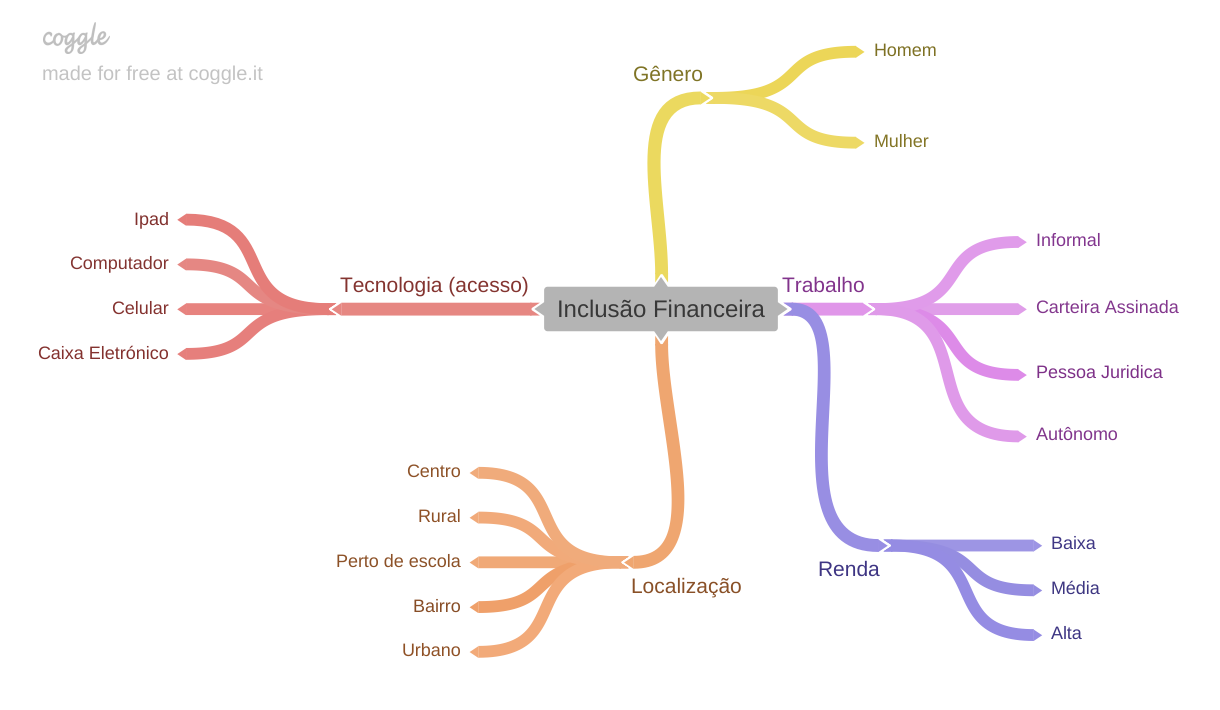 coggle
made for free at coggle.it
Gênero
Homem
Mulher
Ipad
Computador
Celular
Caixa Eletrónico
Tecnologia (acesso)
Inclusão Financeira
Trabalho
Informal
Carteira Assinada
Pessoa Juridica
Autônomo
Centro
Rural
Perto de escola
Bairro
Urbano
Localização
Renda
Baixa
Média
Alta